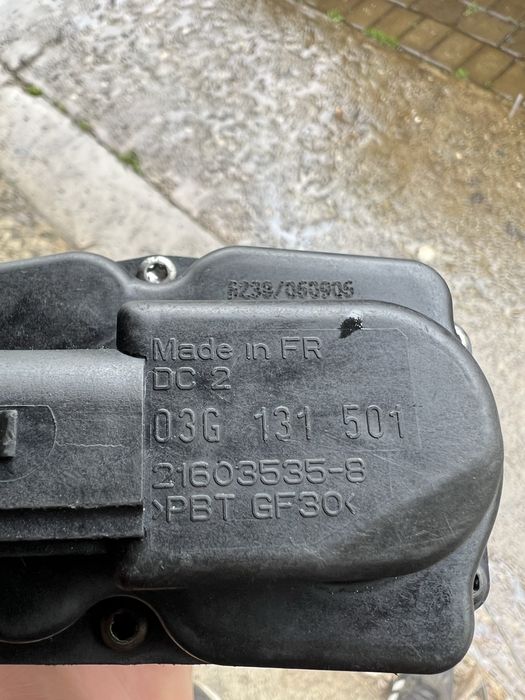 Made in FR
DC 2
03G 131 501
21603535-8
>PBT GF30<